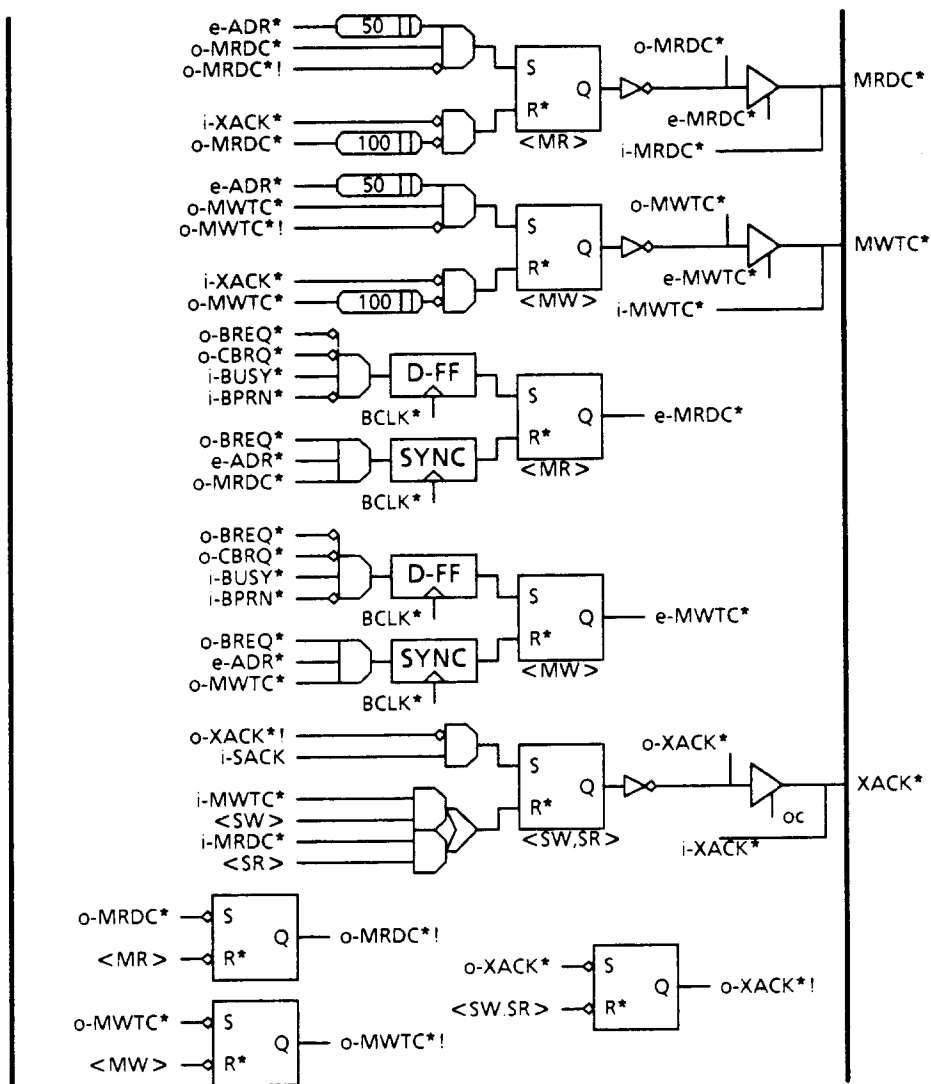 e-ADR* 50
o-MRDC*
o-MRDC*!
S
Q
R*
<MR>
o-MRDC*
e-MRDC*
i-MRDC*
MRDC*
i-XACK*
o-MRDC* 100
e-ADR* 50
o-MWTC*
o-MWTC*!
S
Q
R*
<MW>
o-MWTC*
e-MWTC*
i-MWTC*
MWTC*
i-XACK*
o-MWTC* 100
o-BREQ*
o-CBRQ*
i-BUSY*
i-BPRN*
D-FF
BCLK*
S
Q
R*
<MR>
e-MRDC*
o-BREQ*
e-ADR*
o-MRDC*
SYNC
BCLK*
o-BREQ*
o-CBRQ*
i-BUSY*
i-BPRN*
D-FF
BCLK*
S
Q
R*
<MW>
e-MWTC*
o-BREQ*
e-ADR*
o-MWTC*
SYNC
BCLK*
o-XACK*!
i-SACK
S
Q
R*
<SW,SR>
o-XACK*
OC
i-XACK*
XACK*
i-MWTC*
<SW>
i-MRDC*
<SR>
o-MRDC*
S
Q
o-MRDC*!
<MR>
R*
o-XACK*
S
Q
o-XACK*!
<SW.SR>
R*
o-MWTC*
S
Q
o-MWTC*!
<MW>
R*